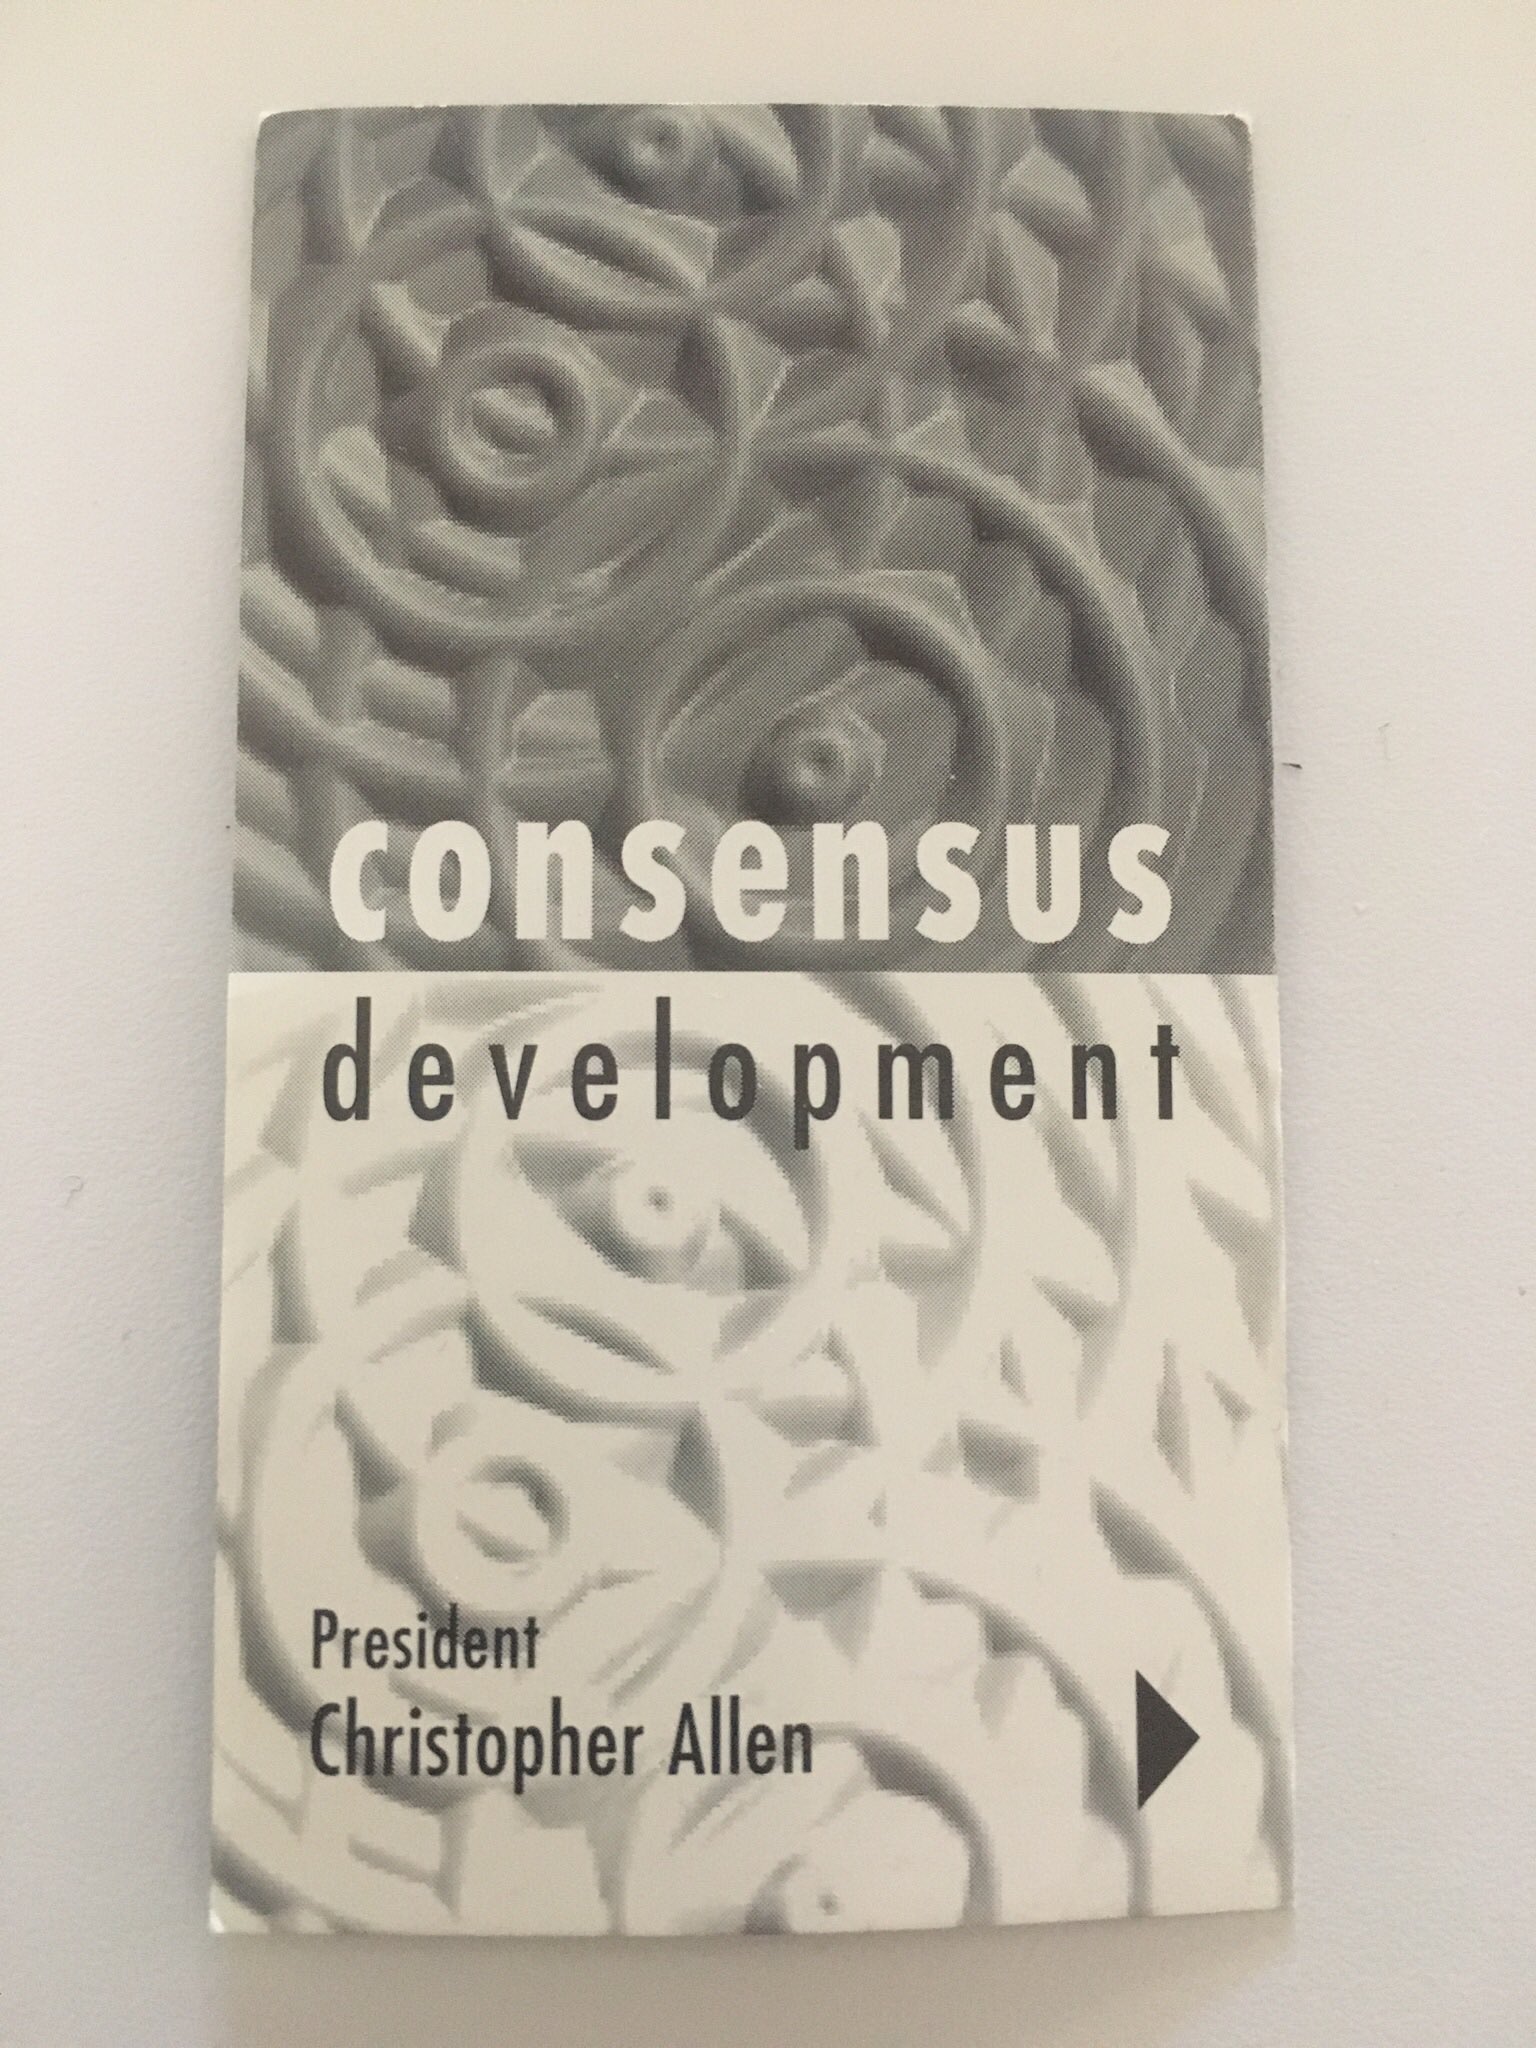 consensus
development
President
Christopher Allen